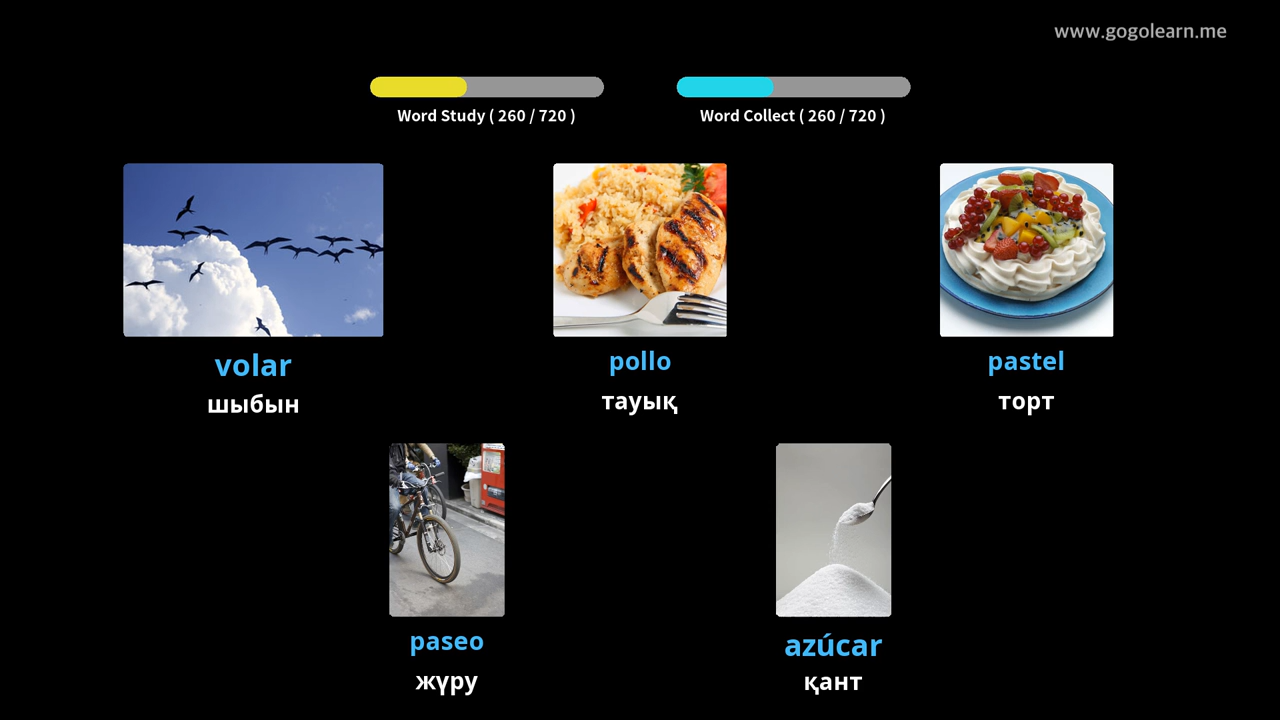 www.gogolearn.me
Word Study ( 260 / 720 )
Word Collect ( 260 / 720 )
volar
шыбын
pollo
тауық
pastel
торт
paseo
жүру
azúcar
қант